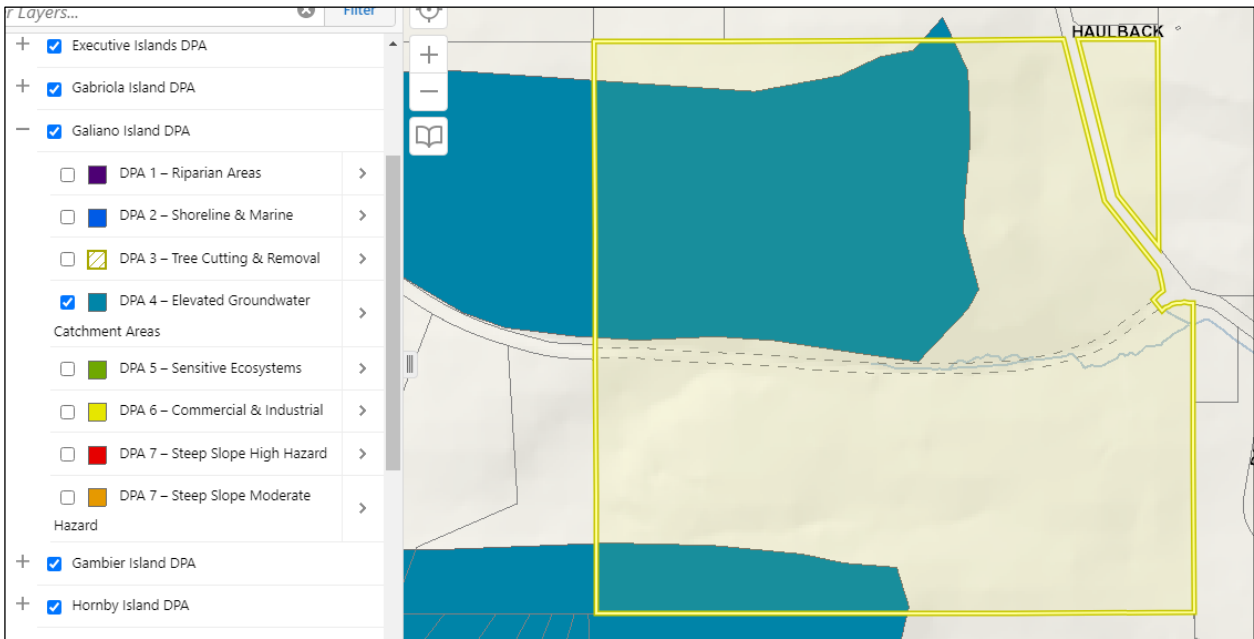 r Layers...
Filter
Executive Islands DPA
Gabriola Island DPA
Galiano Island DPA
DPA 1 – Riparian Areas
DPA 2 – Shoreline & Marine
DPA 3 – Tree Cutting & Removal
DPA 4 – Elevated Groundwater
Catchment Areas
DPA 5 – Sensitive Ecosystems
DPA 6 – Commercial & Industrial
DPA 7 – Steep Slope High Hazard
DPA 7 – Steep Slope Moderate
Hazard
Gambier Island DPA
Hornby Island DPA
HAULBACK